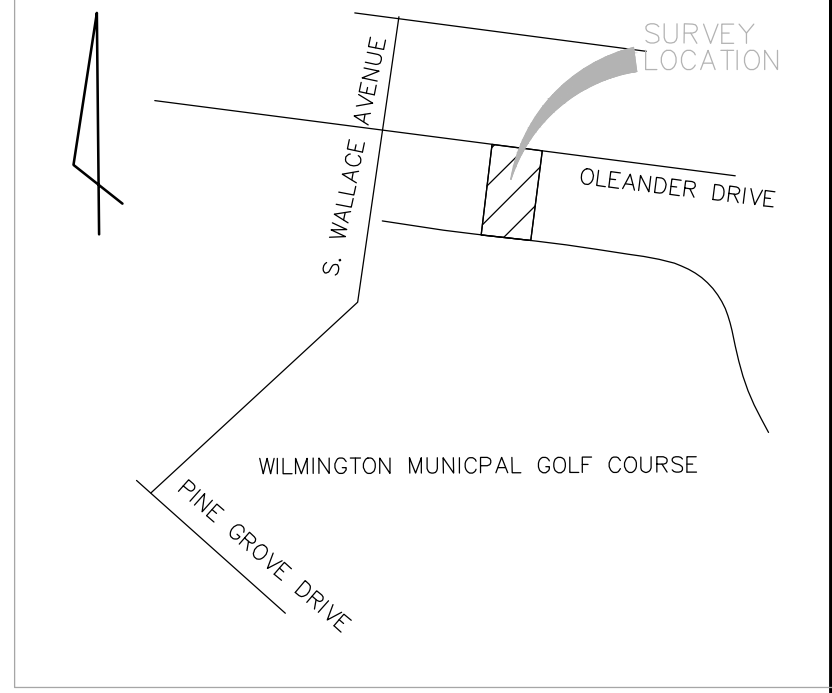 SURVEY
LOCATION
S. WALLACE AVENUE
OLEANDER DRIVE
WILMINGTON MUNICPAL GOLF COURSE
PINE GROVE DRIVE